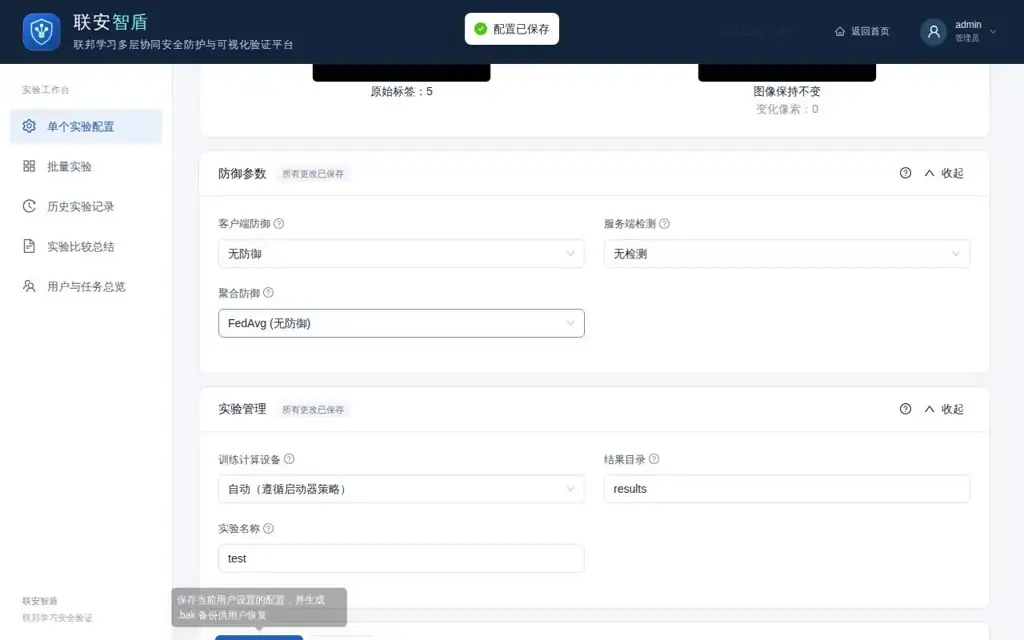 联安智盾
联邦学习多层协同安全防护与可视化验证平台
配置已保存
返回首页
admin
管理员
实验工作台
单个实验配置
批量实验
历史实验记录
实验比较总结
用户与任务总览
原始标签：5
图像保持不变
变化像素：0
防御参数
所有更改已保存
收起
客户端防御
服务端检测
无防御
无检测
聚合防御
FedAvg (无防御)
实验管理
所有更改已保存
收起
训练计算设备
结果目录
自动（遵循启动器策略）
results
实验名称
test
保存当前用户设置的配置，并生成
.bak 备份供用户恢复
联安智盾
联邦学习安全验证